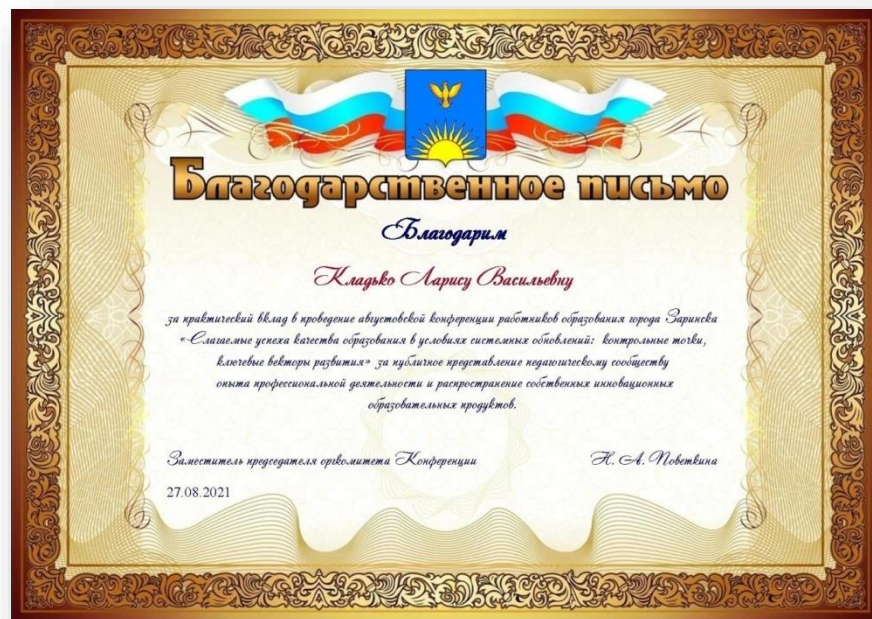 Благодарственное письмо
Благодарим
Кладько Ларису Васильевну
за практический вклад в проведение августовской конференции работников образования города Заринска
«Слагаемые успеха качества образования в условиях системных обновлений: контрольные точки,
ключевые векторы развития» за публичное представление педагогическому сообществу
опыта профессиональной деятельности и распространение собственных инновационных
образовательных продуктов.
Заместитель председателя оргкомитета Конференции Н. А. Поветкина
27.08.2021